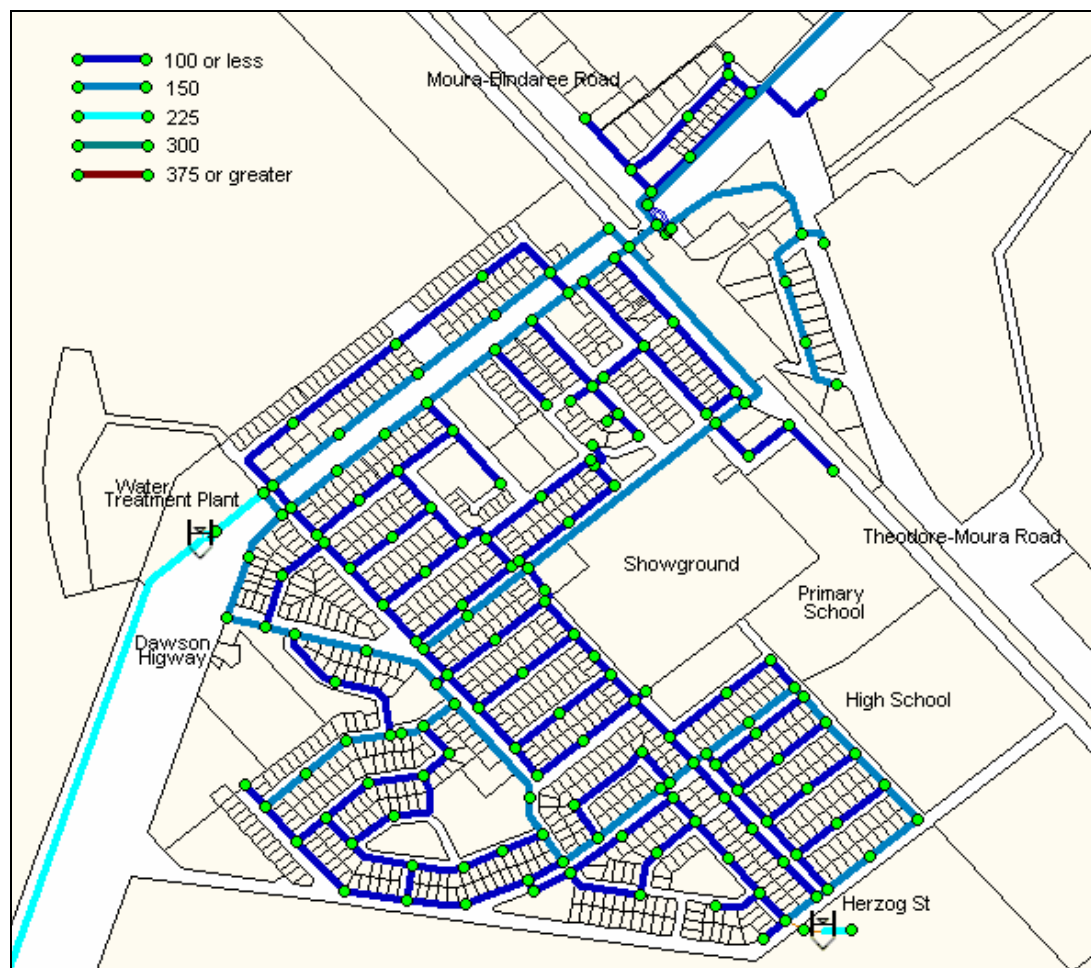 100 or less
150
225
300
375 or greater
Moura-Bindaree Road
Water
Treatment Plant
Theodore-Moura Road
Showground
Primary
School
Dawson
Higway
High School
Herzog St